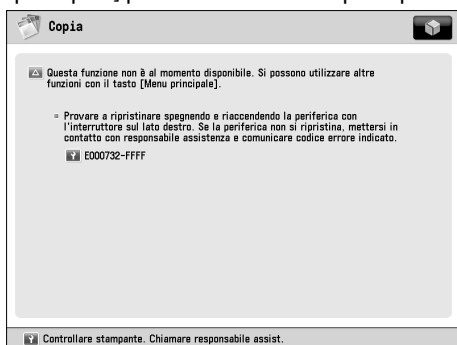 Copia
Questa funzione non è al momento disponibile. Si possono utilizzare altre
funzioni con il tasto [Menu principale].
Provare a ripristinare spegnendo e riaccendendo la periferica con
l'interruttore sul lato destro. Se la periferica non si ripristina, mettersi in
contatto con responsabile assistenza e comunicare codice errore indicato.
E000732-FFFF
Controllare stampante. Chiamare responsabile assist.